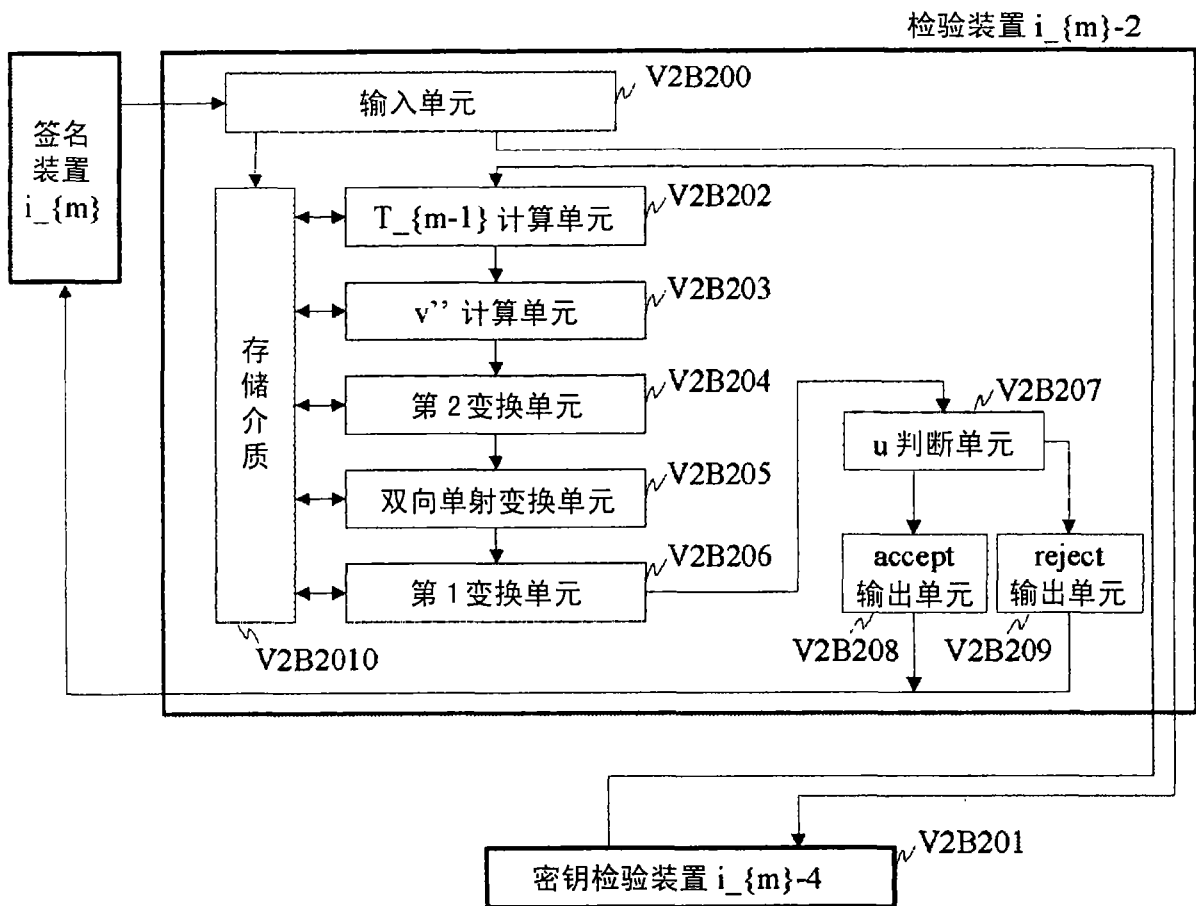 检验装置 i_{m}-2
签名
装置
i_{m}
输入单元
V2B200
T_{m-1} 计算单元
V2B202
v’’ 计算单元
V2B203
第2变换单元
V2B204
双向单射变换单元
V2B205
第1变换单元
V2B206
存
储
介
质
V2B2010
u 判断单元
V2B207
accept
输出单元
V2B208
reject
输出单元
V2B209
密钥检验装置 i_{m}-4
V2B201